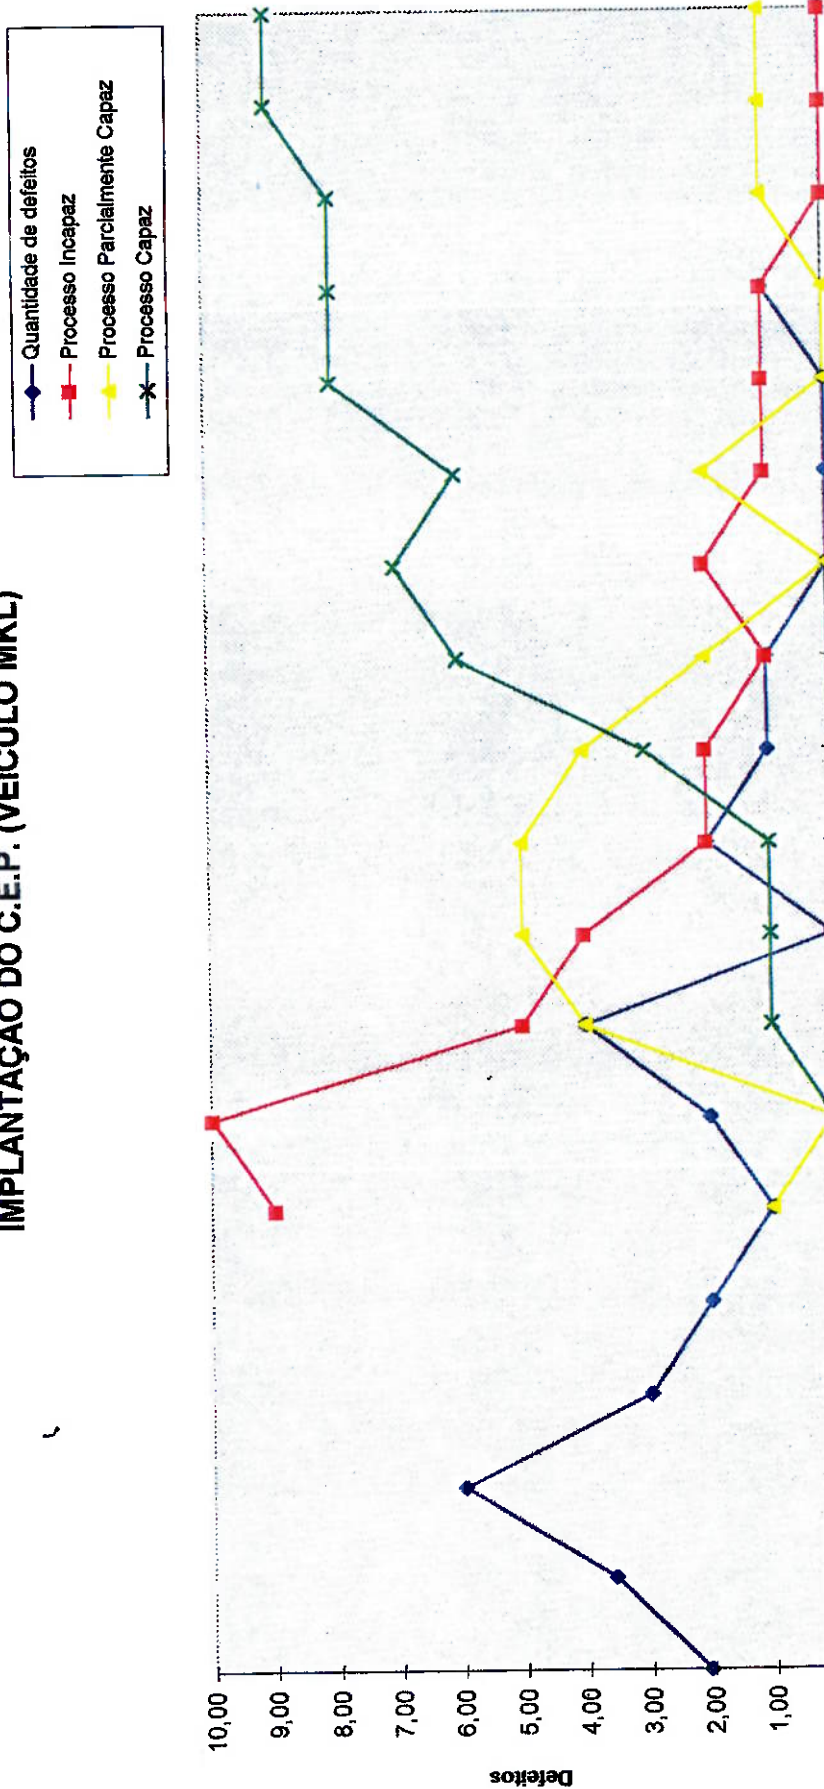 IMPLANTAÇÃO DO C.E.P. (VEÍCULO MKL)
Quantidade de defeitos
Processo Incapaz
Processo Parcialmente Capaz
Processo Capaz
10,00
9,00
8,00
7,00
6,00
5,00
4,00
3,00
2,00
1,00
Defeitos